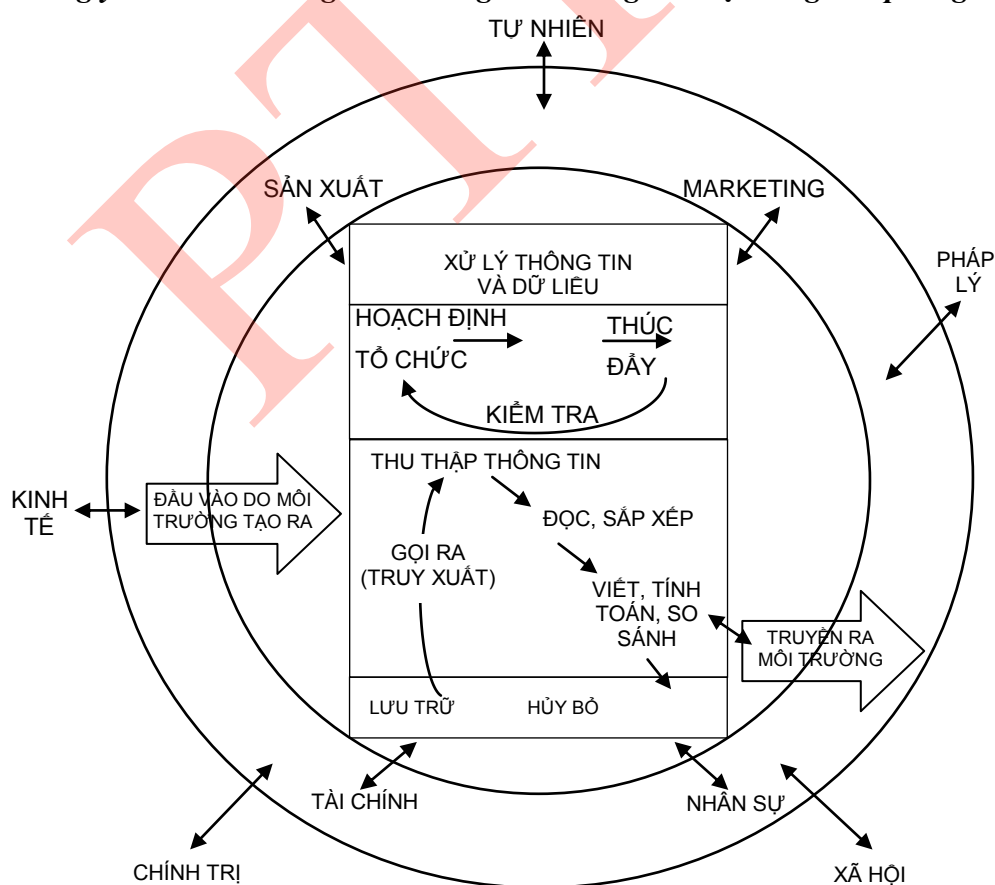 TỰ NHIÊN
SẢN XUẤT
MARKETING
XỬ LÝ THÔNG TIN
VÀ DỮ LIỆU
PHÁP
LÝ
HOẠCH ĐỊNH
THÚC
TỔ CHỨC
ĐẨY
KIỂM TRA
THU THẬP THÔNG TIN
KINH
TẾ
ĐẦU VÀO DO MÔI
TRƯỜNG TẠO RA
ĐỌC, SẮP XẾP
GỌI RA
(TRUY XUẤT)
VIẾT, TÍNH
TOÁN, SO
SÁNH
TRUYỀN RA
MÔI TRƯỜNG
LƯU TRỮ
HỦY BỎ
TÀI CHÍNH
NHÂN SỰ
CHÍNH TRỊ
XÃ HỘI